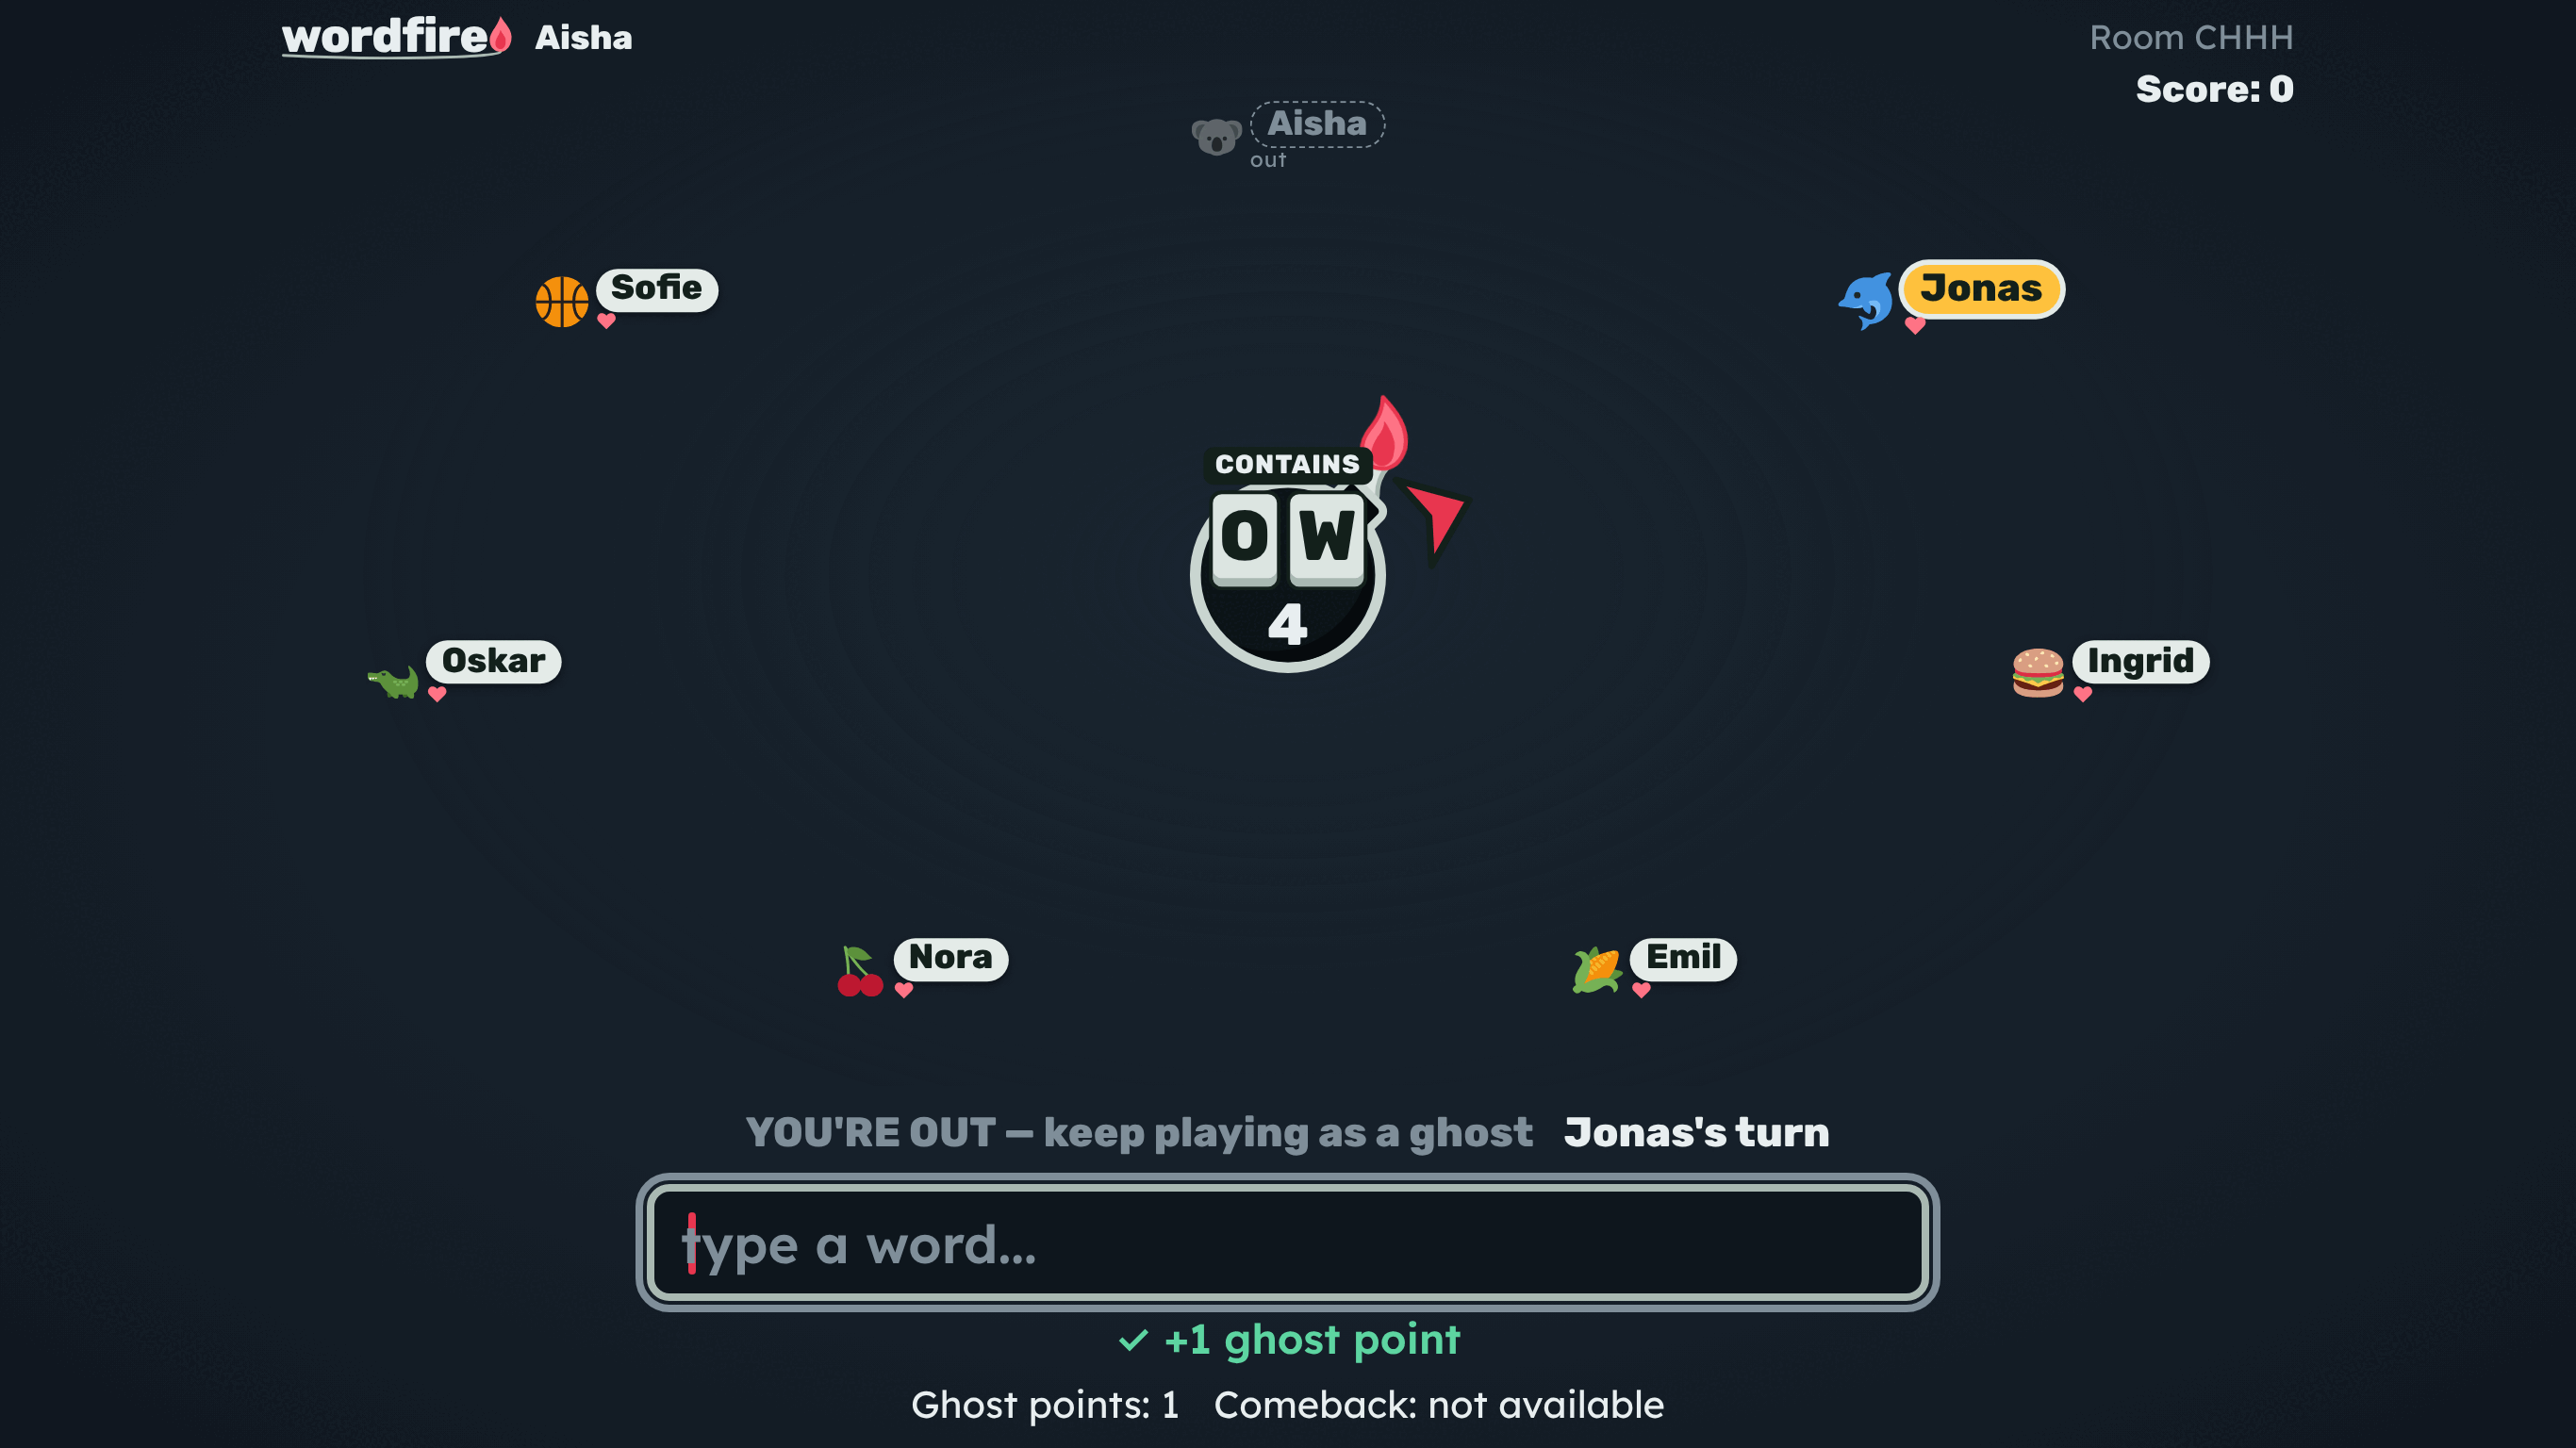 wordfire Aisha
Room CHHH
Score: 0
Aisha
out
Sofie
Jonas
CONTAINS
O W
4
Oskar
Ingrid
Nora
Emil
YOU'RE OUT — keep playing as a ghost Jonas's turn
type a word...
✓ +1 ghost point
Ghost points: 1 Comeback: not available